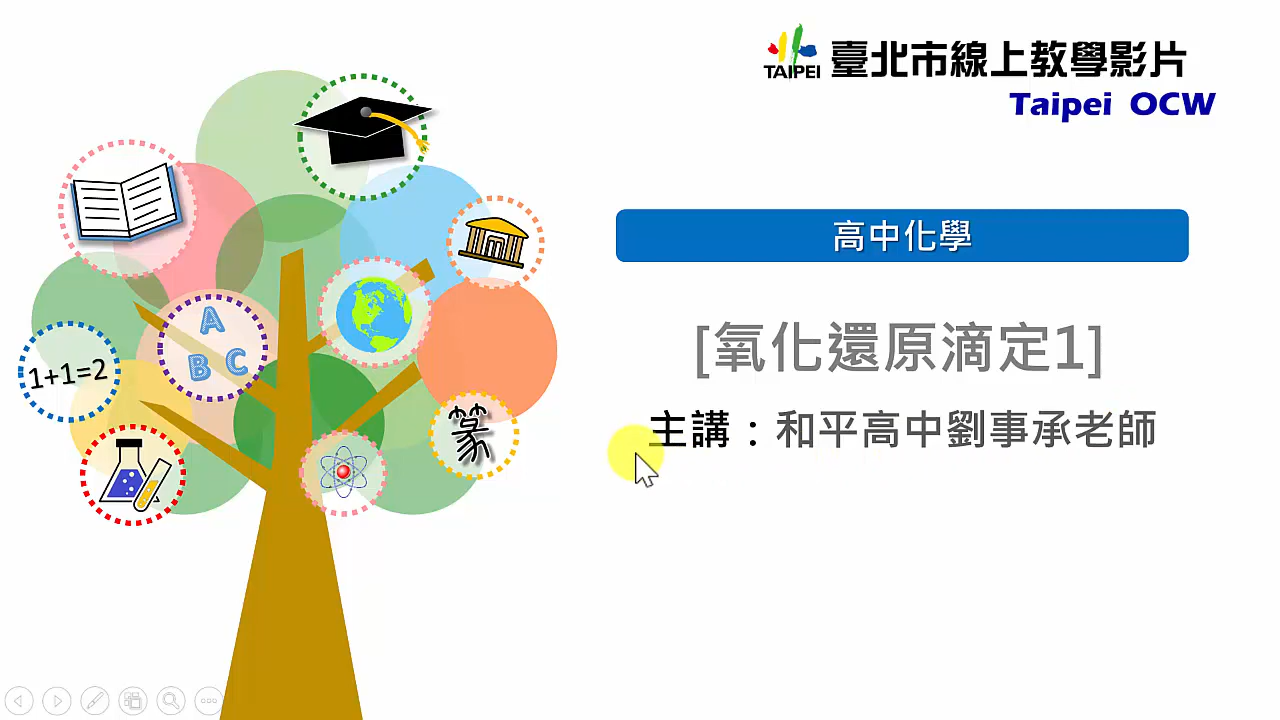 TAIPEI 臺北市線上教學影片
Taipei OCW
高中化學
[氧化還原滴定1]
主講：和平高中劉事承老師
A
B C
1+1=2
篆